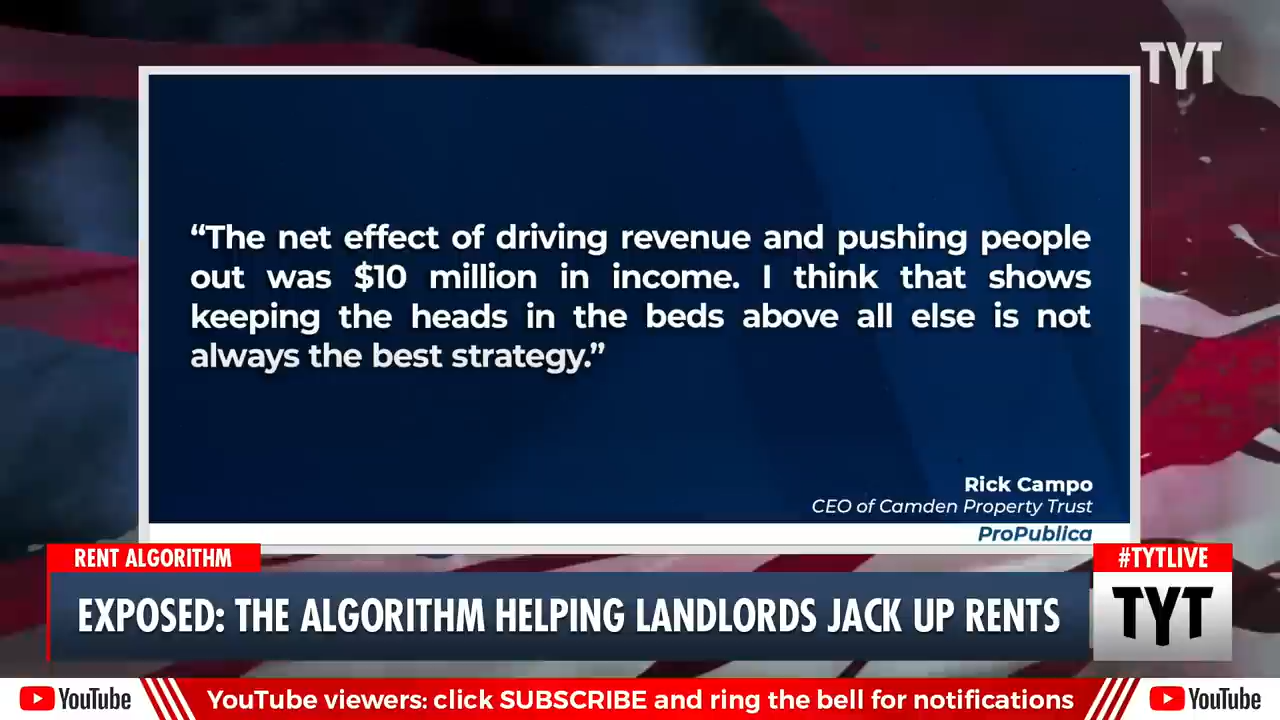 TYT
“The net effect of driving revenue and pushing people
out was $10 million in income. I think that shows
keeping the heads in the beds above all else is not
always the best strategy.”
Rick Campo
CEO of Camden Property Trust
ProPublica
RENT ALGORITHM
#TYTLIVE
EXPOSED: THE ALGORITHM HELPING LANDLORDS JACK UP RENTS
TYT
YouTube YouTube viewers: click SUBSCRIBE and ring the bell for notifications YouTube